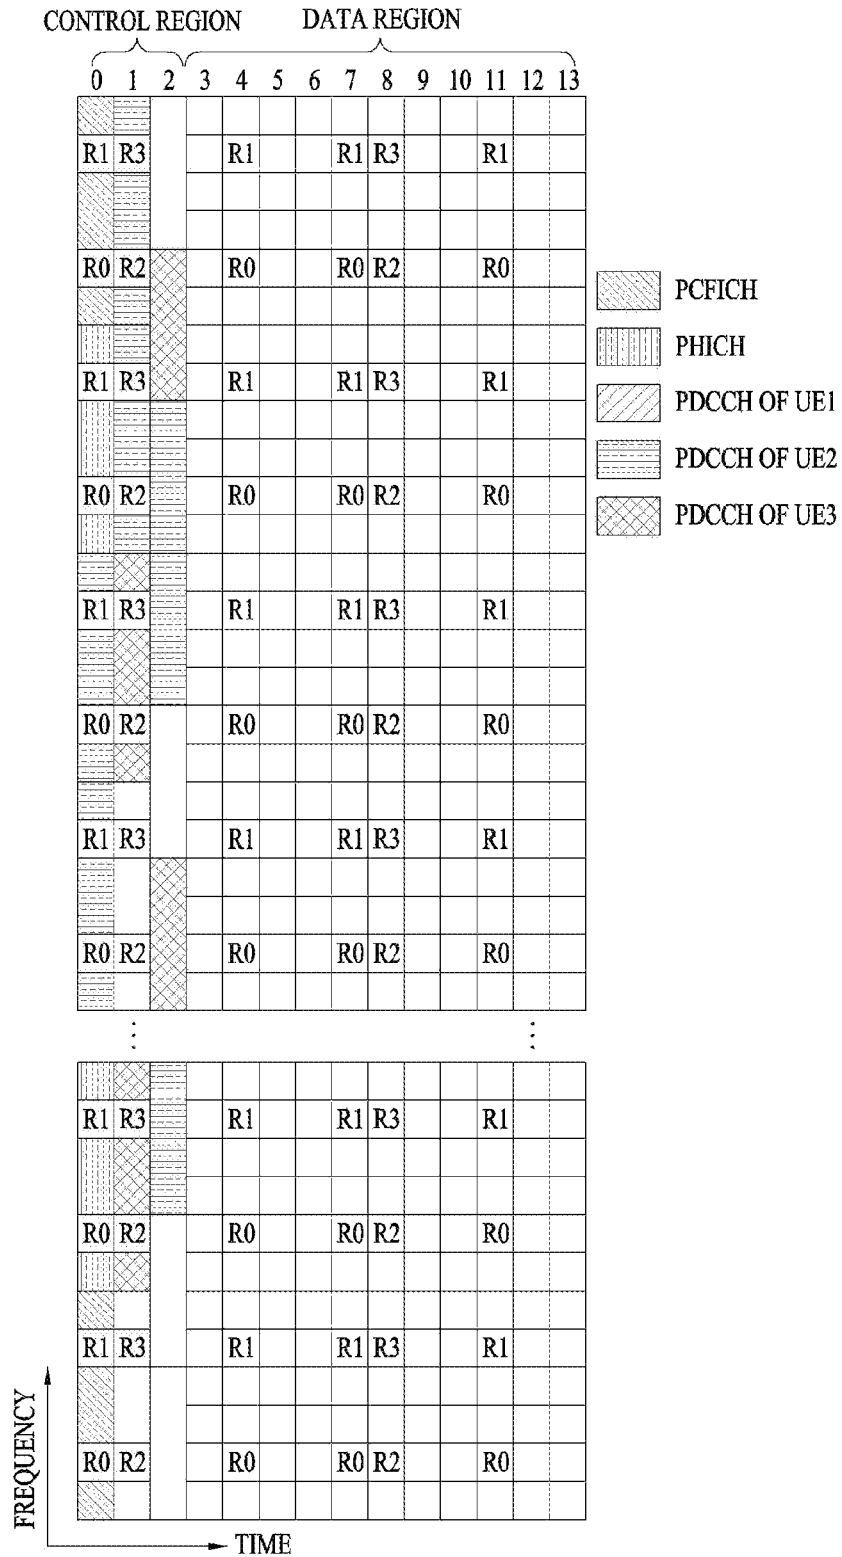 CONTROL REGION DATA REGION
0 1 2 3 4 5 6 7 8 9 10 11 12 13
R1 R3 R1 R1 R3 R1
R0 R2 R0 R0 R2 R0
PCFICH
PHICH
R1 R3 R1 R1 R3 R1
PDCCH OF UE1
PDCCH OF UE2
R0 R2 R0 R0 R2 R0
PDCCH OF UE3
R1 R3 R1 R1 R3 R1
R0 R2 R0 R0 R2 R0
R1 R3 R1 R1 R3 R1
R0 R2 R0 R0 R2 R0
R1 R3 R1 R1 R3 R1
R0 R2 R0 R0 R2 R0
R1 R3 R1 R1 R3 R1
R0 R2 R0 R0 R2 R0
FREQUENCY
TIME